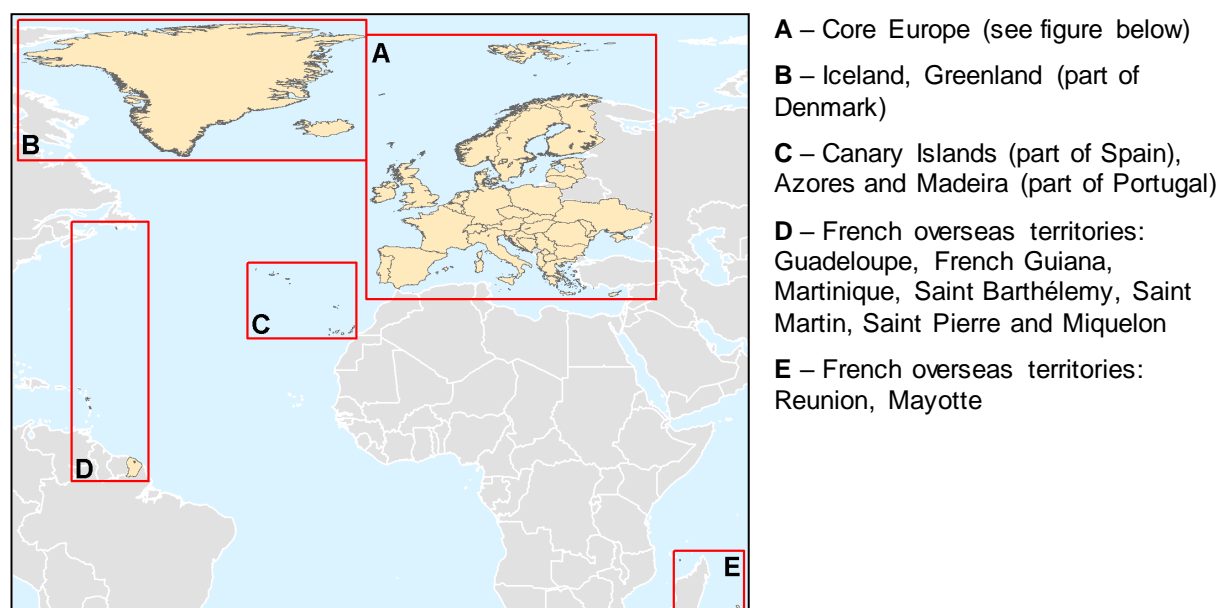 A
B
C
D
E
A – Core Europe (see figure below)
B – Iceland, Greenland (part of
Denmark)
C – Canary Islands (part of Spain),
Azores and Madeira (part of Portugal)
D – French overseas territories:
Guadeloupe, French Guiana,
Martinique, Saint Barthélemy, Saint
Martin, Saint Pierre and Miquelon
E – French overseas territories:
Reunion, Mayotte